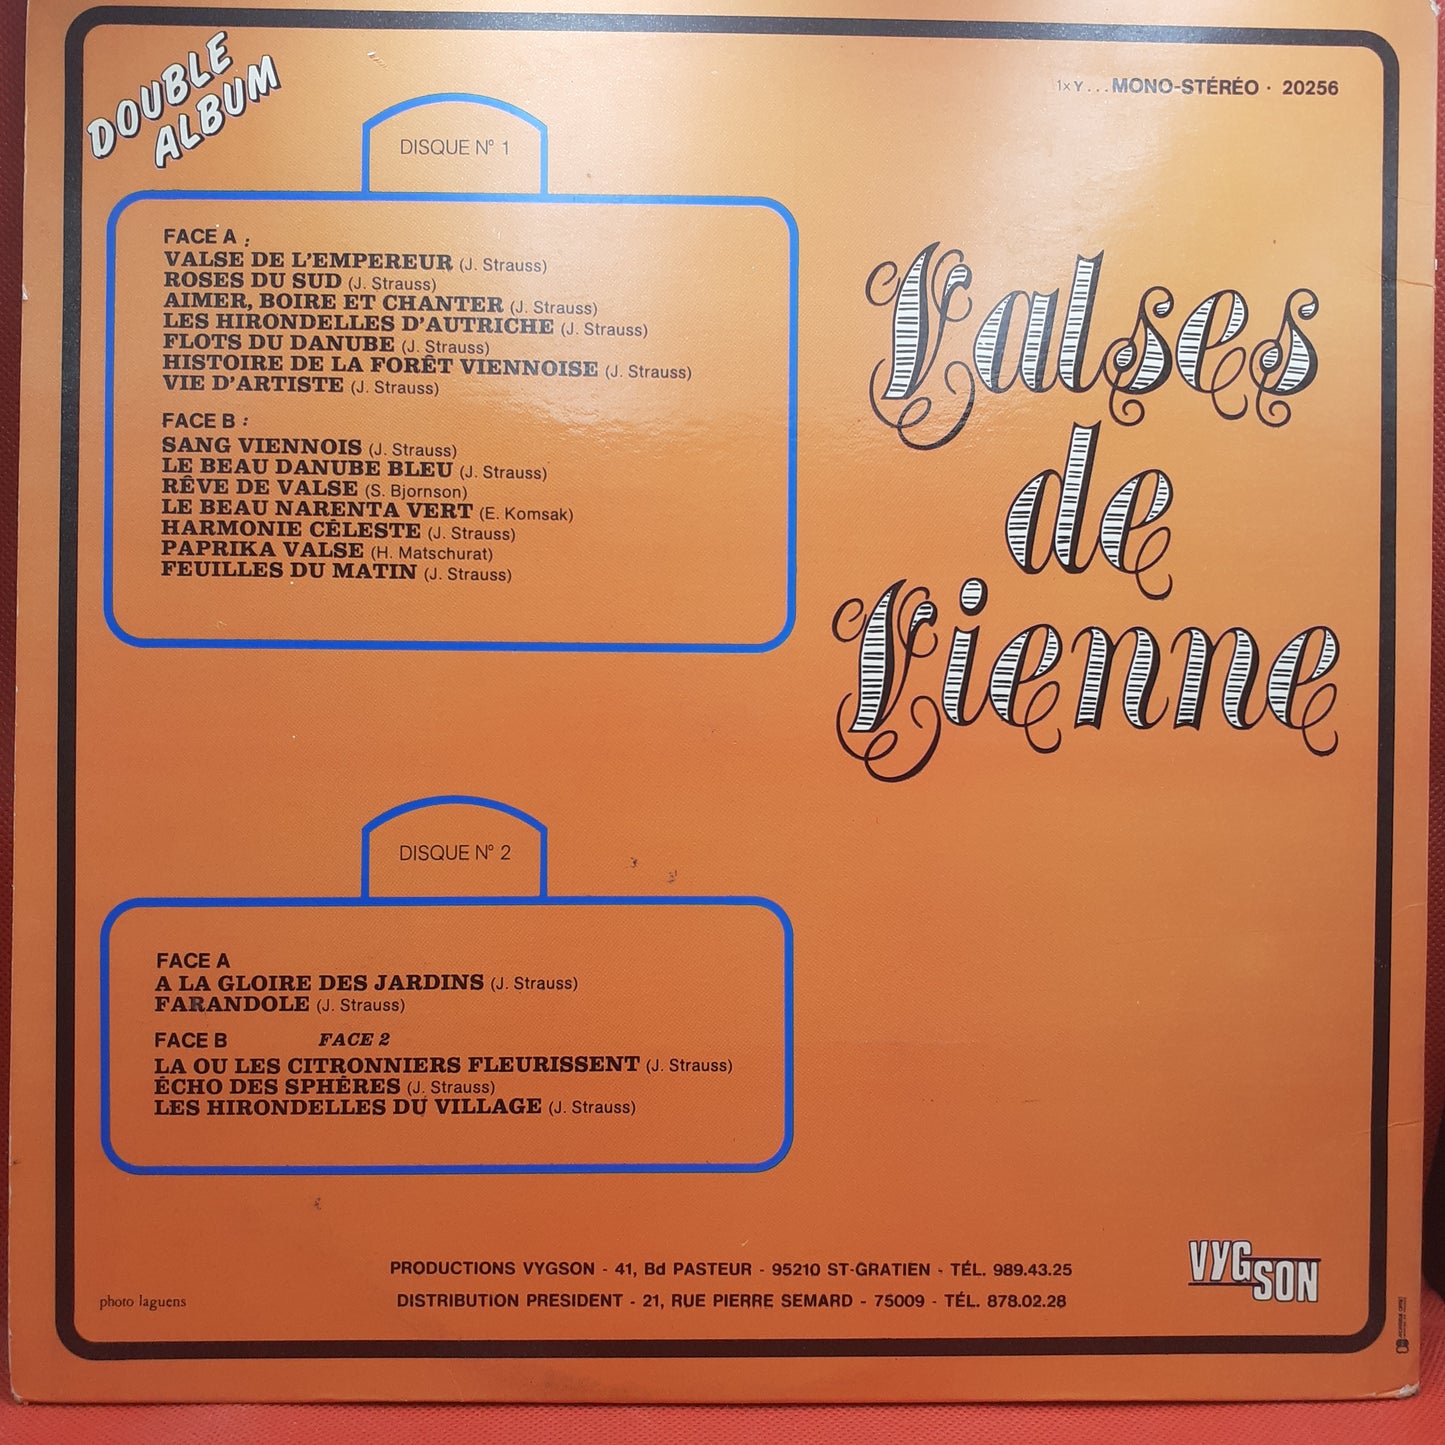 DOUBLE
ALBUM
1xY...MONO-STÉRÉO · 20256
DISQUE N° 1
FACE A :
VALSE DE L'EMPEREUR (J. Strauss)
ROSES DU SUD (J. Strauss)
AIMER, BOIRE ET CHANTER (J. Strauss)
LES HIRONDELLES D'AUTRICHE (J. Strauss)
FLOTS DU DANUBE (J. Strauss)
HISTOIRE DE LA FORÊT VIENNOISE (J. Strauss)
VIE D'ARTISTE (J. Strauss)
FACE B :
SANG VIENNOIS (J. Strauss)
LE BEAU DANUBE BLEU (J. Strauss)
RÊVE DE VALSE (S. Bjornson)
LE BEAU NARENTA VERT (E. Komsak)
HARMONIE CÉLESTE (J. Strauss)
PAPRIKA VALSE (H. Matschurat)
FEUILLES DU MATIN (J. Strauss)
Valses
de
Vienne
DISQUE N° 2
FACE A
A LA GLOIRE DES JARDINS (J. Strauss)
FARANDOLE (J. Strauss)
FACE B FACE 2
LA OU LES CITRONNIERS FLEURISSENT (J. Strauss)
ÉCHO DES SPHÈRES (J. Strauss)
LES HIRONDELLES DU VILLAGE (J. Strauss)
VYGSON
PRODUCTIONS VYGSON - 41, Bd PASTEUR - 95210 ST-GRATIEN - TÉL. 989.43.25
DISTRIBUTION PRESIDENT - 21, RUE PIERRE SEMARD - 75009 - TÉL. 878.02.28
photo laguens